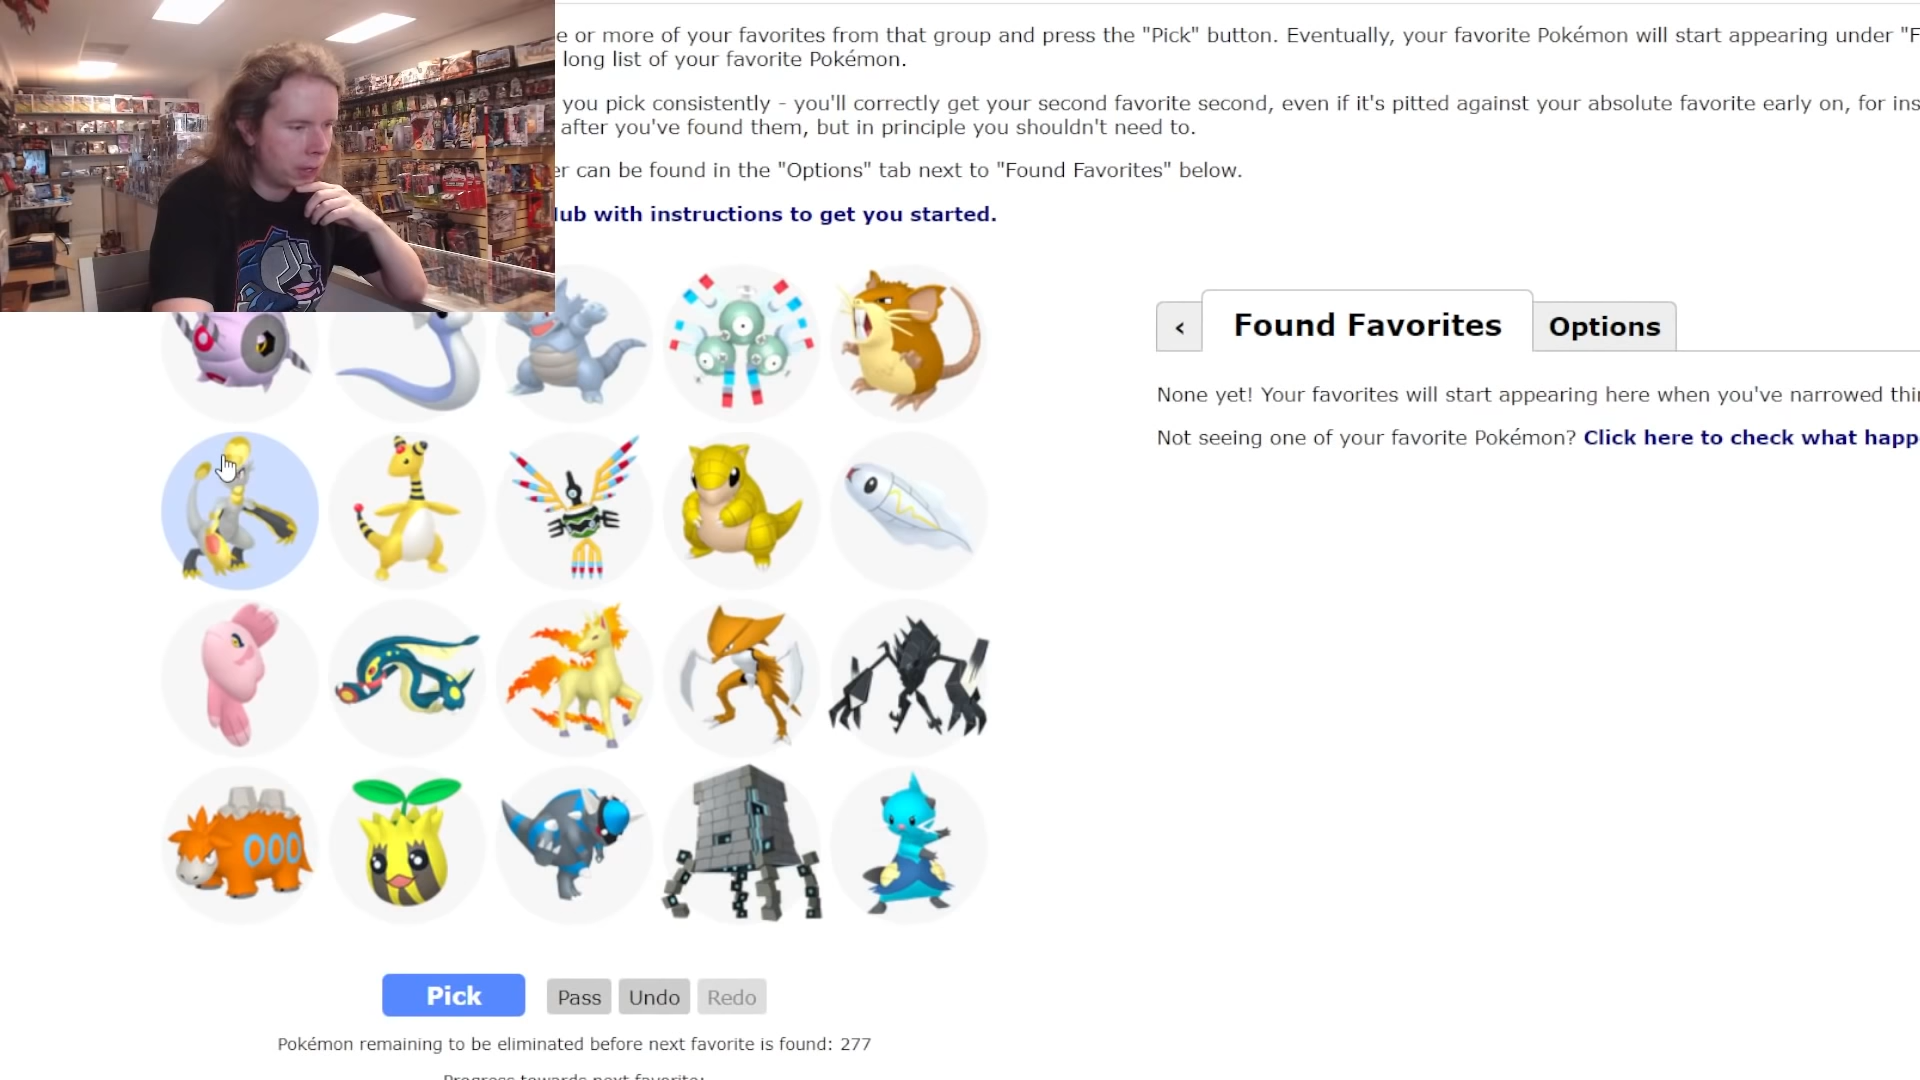 e or more of your favorites from that group and press the "Pick" button. Eventually, your favorite Pokémon will start appearing under "F
long list of your favorite Pokémon.
you pick consistently - you'll correctly get your second favorite second, even if it's pitted against your absolute favorite early on, for ins
after you've found them, but in principle you shouldn't need to.
er can be found in the "Options" tab next to "Found Favorites" below.
lub with instructions to get you started.
< Found Favorites Options
None yet! Your favorites will start appearing here when you've narrowed thi
Not seeing one of your favorite Pokémon? Click here to check what happ
Pick Pass Undo Redo
Pokémon remaining to be eliminated before next favorite is found: 277
Progress towards next favorite: